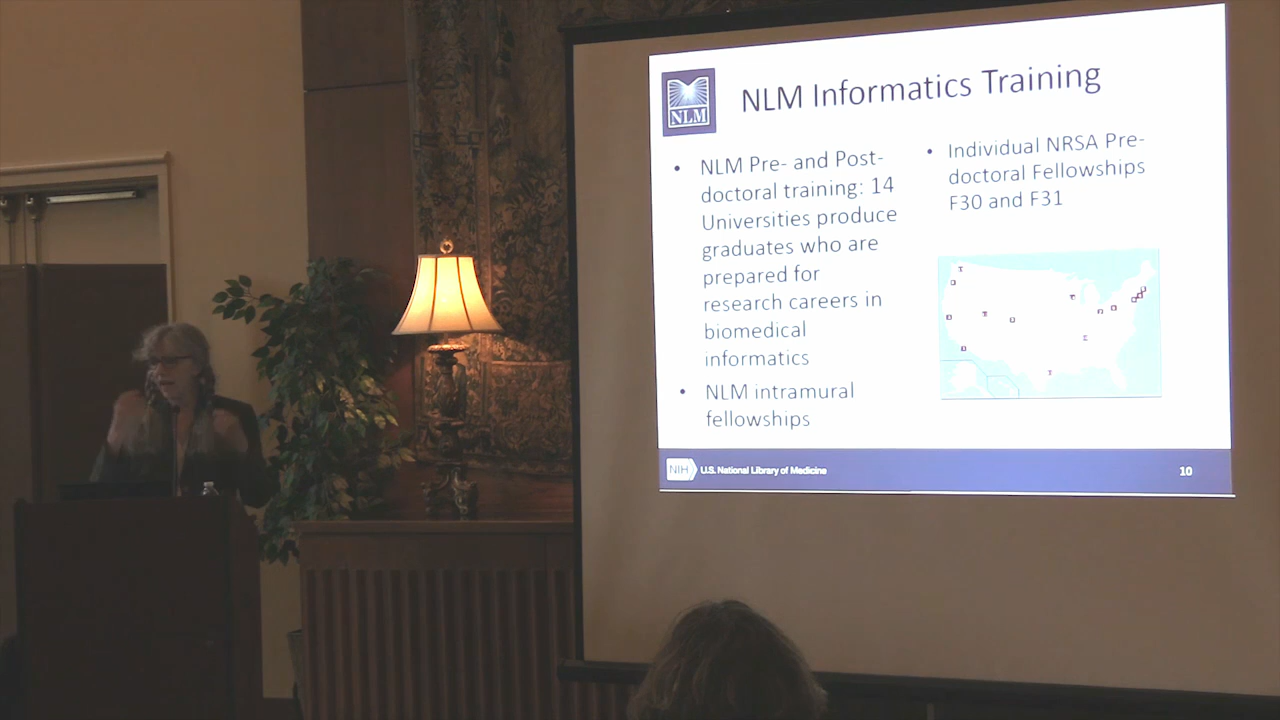 NLM
NLM Informatics Training
• NLM Pre- and Post-
doctoral training: 14
Universities produce
graduates who are
prepared for
research careers in
biomedical
informatics
• NLM intramural
fellowships
• Individual NRSA Pre-
doctoral Fellowships
F30 and F31
NIH U.S. National Library of Medicine
10